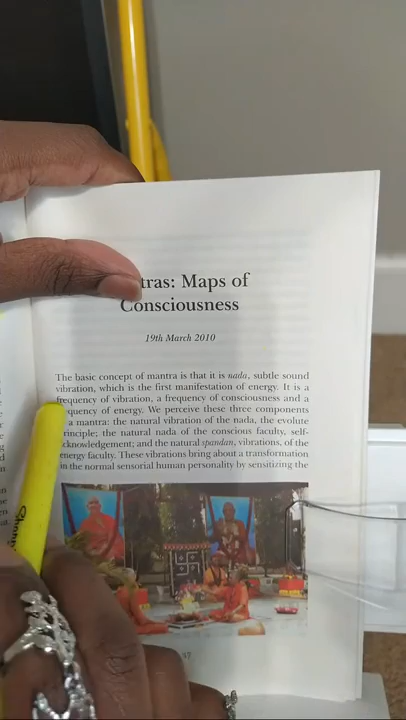 tras: Maps of
Consciousness
19th March 2010
The basic concept of mantra is that it is nada, subtle sound
vibration, which is the first manifestation of energy. It is a
frequency of vibration, a frequency of consciousness and a
equency of energy. We perceive these three components
a mantra: the natural vibration of the nada, the evolute
rinciple; the natural nada of the conscious faculty, self-
cknowledgement; and the natural spandan, vibrations, of the
energy faculty. These vibrations bring about a transformation
in the normal sensorial human personality by sensitizing the
57